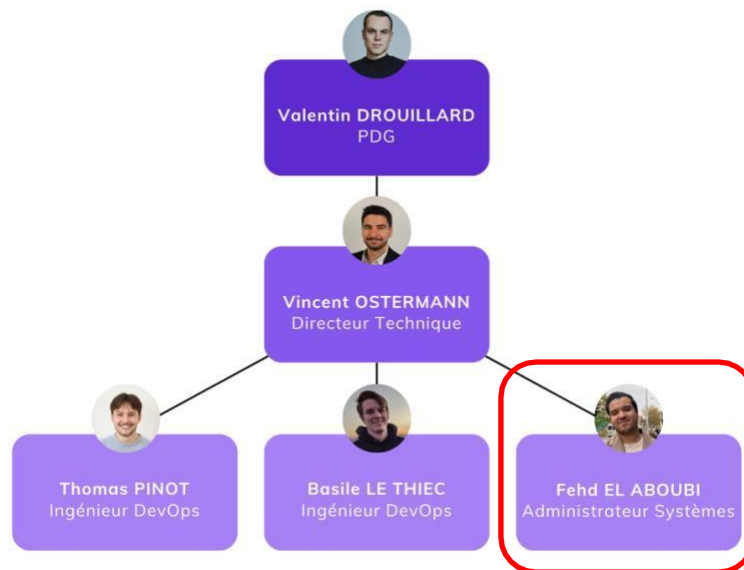 Valentin DROUILLARD
PDG
Vincent OSTERMANN
Directeur Technique
Thomas PINOT
Ingénieur DevOps
Basile LE THIEC
Ingénieur DevOps
Fehd EL ABOUBI
Administrateur Systèmes